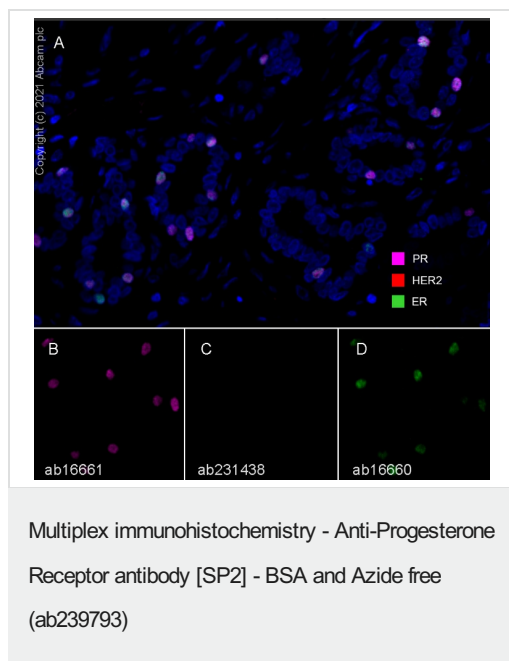 A
Copyright (c) 2021 Abcam plc
PR
HER2
ER
B
C
D
ab16661
ab231438
ab16660
Multiplex immunohistochemistry - Anti-Progesterone
Receptor antibody [SP2] - BSA and Azide free
(ab239793)